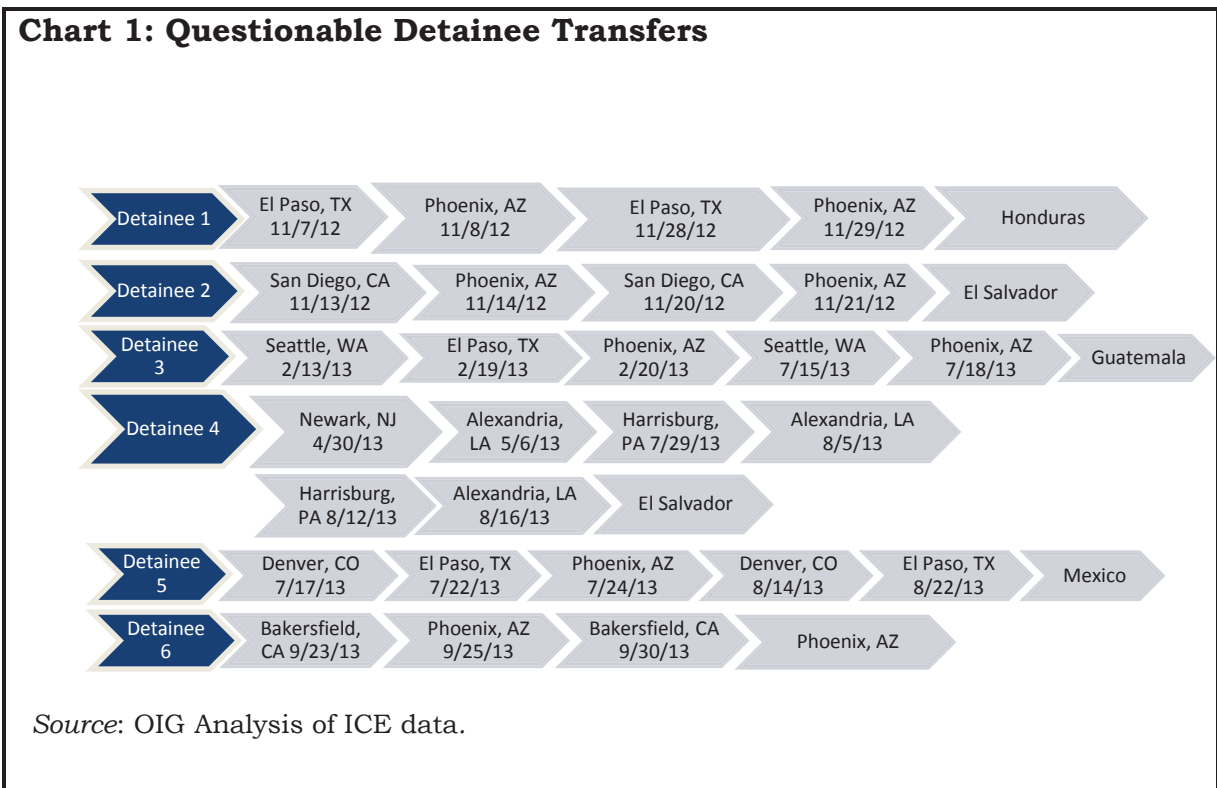 Chart 1: Questionable Detainee Transfers
Detainee 1
El Paso, TX
11/7/12
Phoenix, AZ
11/8/12
El Paso, TX
11/28/12
Phoenix, AZ
11/29/12
Honduras
Detainee 2
San Diego, CA
11/13/12
Phoenix, AZ
11/14/12
San Diego, CA
11/20/12
Phoenix, AZ
11/21/12
El Salvador
Detainee
3
Seattle, WA
2/13/13
El Paso, TX
2/19/13
Phoenix, AZ
2/20/13
Seattle, WA
7/15/13
Phoenix, AZ
7/18/13
Guatemala
Detainee 4
Newark, NJ
4/30/13
Alexandria,
LA 5/6/13
Harrisburg,
PA 7/29/13
Alexandria, LA
8/5/13
Harrisburg,
PA 8/12/13
Alexandria, LA
8/16/13
El Salvador
Detainee
5
Denver, CO
7/17/13
El Paso, TX
7/22/13
Phoenix, AZ
7/24/13
Denver, CO
8/14/13
El Paso, TX
8/22/13
Mexico
Detainee
6
Bakersfield,
CA 9/23/13
Phoenix, AZ
9/25/13
Bakersfield, CA
9/30/13
Phoenix, AZ
Source: OIG Analysis of ICE data.